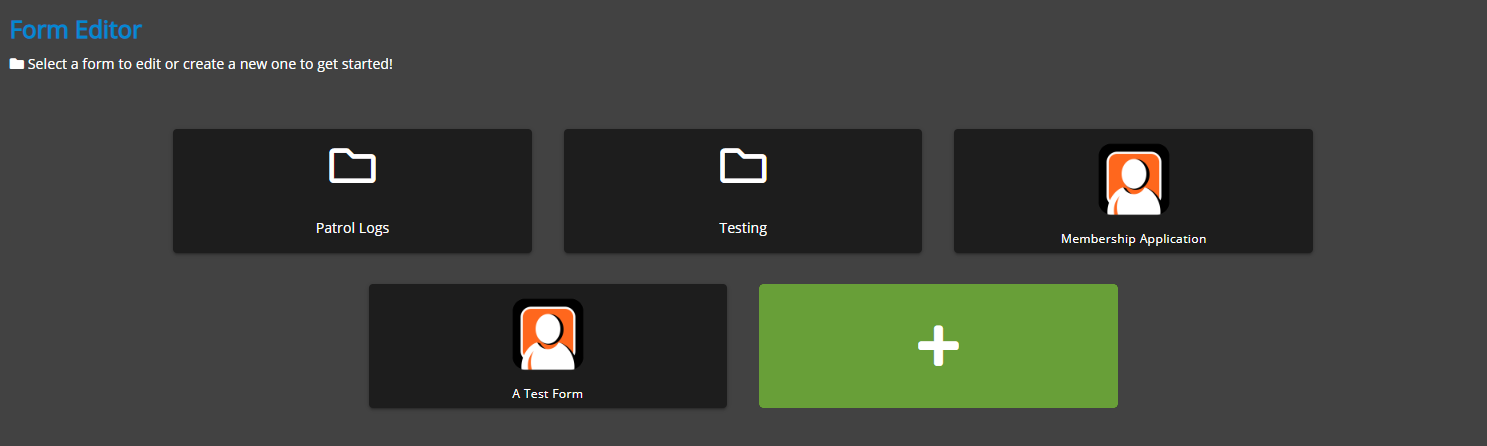 Form Editor
Select a form to edit or create a new one to get started!
Patrol Logs
Testing
Membership Application
A Test Form